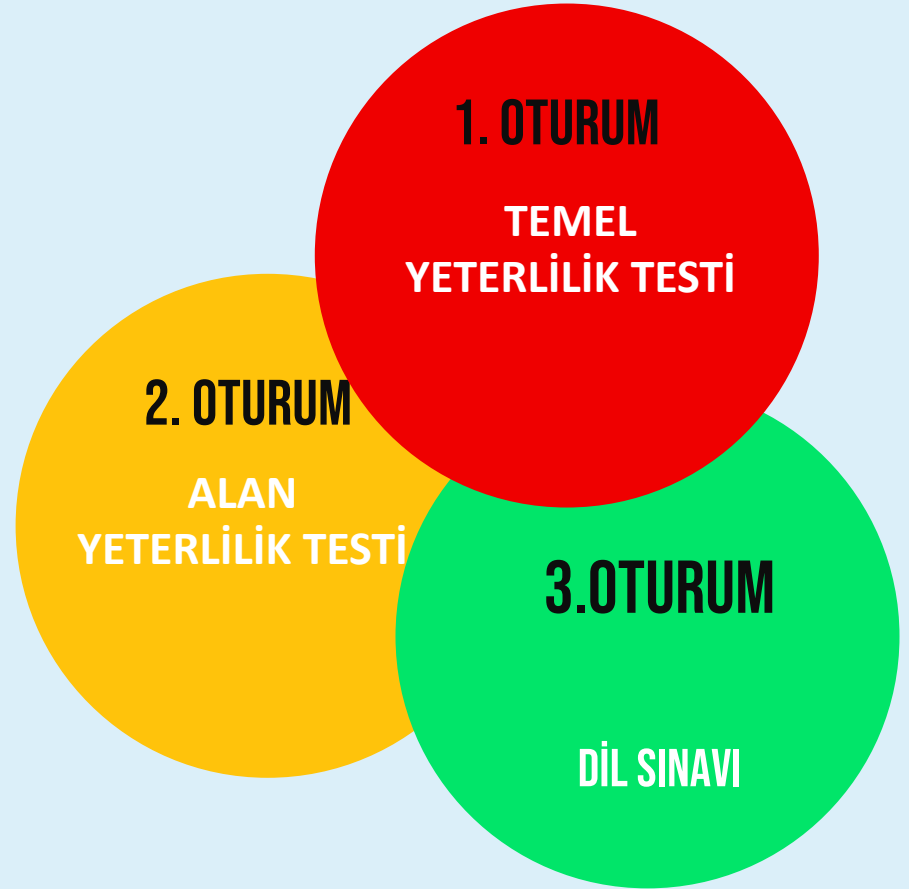 1. OTURUM
TEMEL
YETERLİLİK TESTİ
2. OTURUM
ALAN
YETERLİLİK TESTİ
3.OTURUM
DİL SINAVI